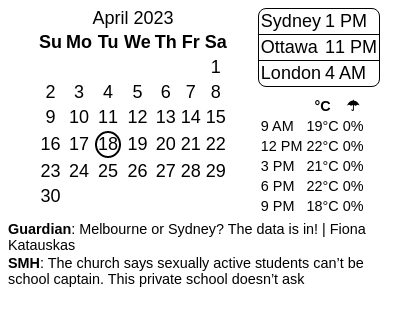 April 2023
Su Mo Tu We Th Fr Sa
1
2 3 4 5 6 7 8
9 10 11 12 13 14 15
16 17 18 19 20 21 22
23 24 25 26 27 28 29
30
Sydney 1 PM
Ottawa 11 PM
London 4 AM
°C ☂
9 AM 19°C 0%
12 PM 22°C 0%
3 PM 21°C 0%
6 PM 22°C 0%
9 PM 18°C 0%
Guardian: Melbourne or Sydney? The data is in! | Fiona
Katauskas
SMH: The church says sexually active students can’t be
school captain. This private school doesn’t ask